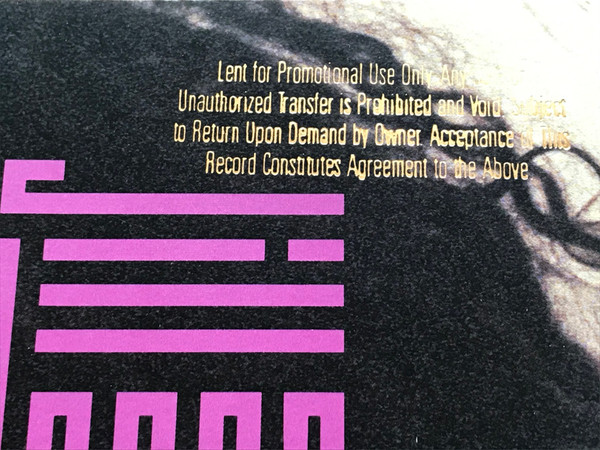 Lent for Promotional Use Only. Any
Unauthorized Transfer is Prohibited and Void. Subject
to Return Upon Demand by Owner. Acceptance of This
Record Constitutes Agreement to the Above